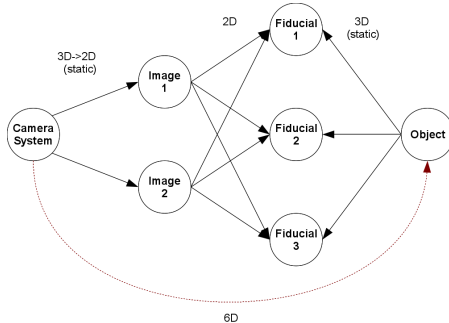 2D
3D
(static)
3D->2D
(static)
Fiducial
1
Image
1
Camera
System
Fiducial
2
Object
Image
2
Fiducial
3
6D